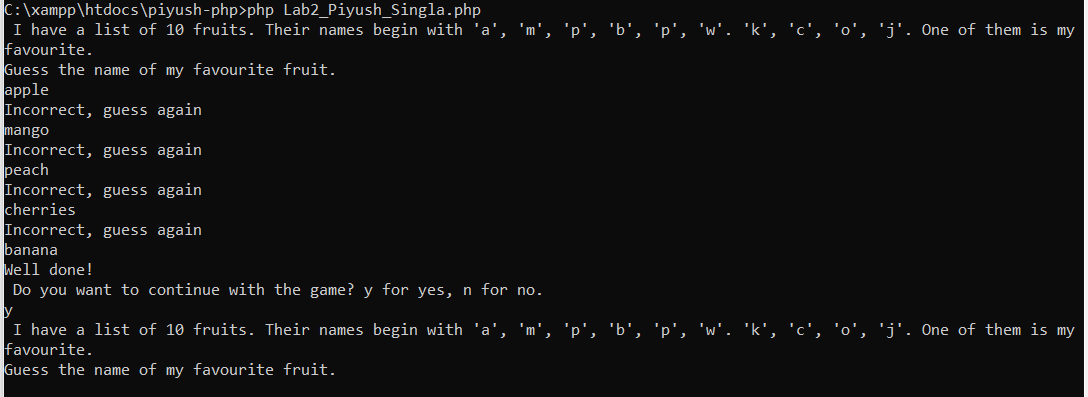 C:\xampp\htdocs\piyush-php>php Lab2_Piyush_Singla.php
I have a list of 10 fruits. Their names begin with 'a', 'm', 'p', 'b', 'p', 'w'. 'k', 'c', 'o', 'j'. One of them is my
favourite.
Guess the name of my favourite fruit.
apple
Incorrect, guess again
mango
Incorrect, guess again
peach
Incorrect, guess again
cherries
Incorrect, guess again
banana
Well done!
Do you want to continue with the game? y for yes, n for no.
y
I have a list of 10 fruits. Their names begin with 'a', 'm', 'p', 'b', 'p', 'w'. 'k', 'c', 'o', 'j'. One of them is my
favourite.
Guess the name of my favourite fruit.